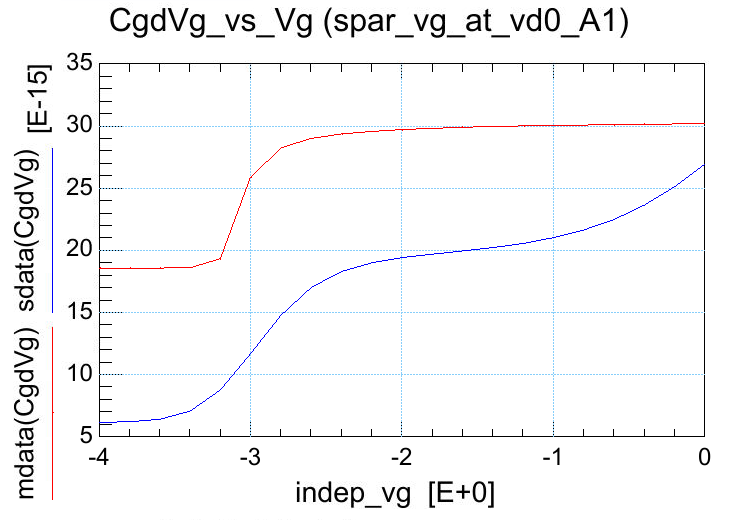 CgdVg_vs_Vg (spar_vg_at_vd0_A1)
mdata(CgdVg) sdata(CgdVg) [E-15]
35
30
25
20
15
10
5
-4 -3 -2 -1 0
indep_vg [E+0]